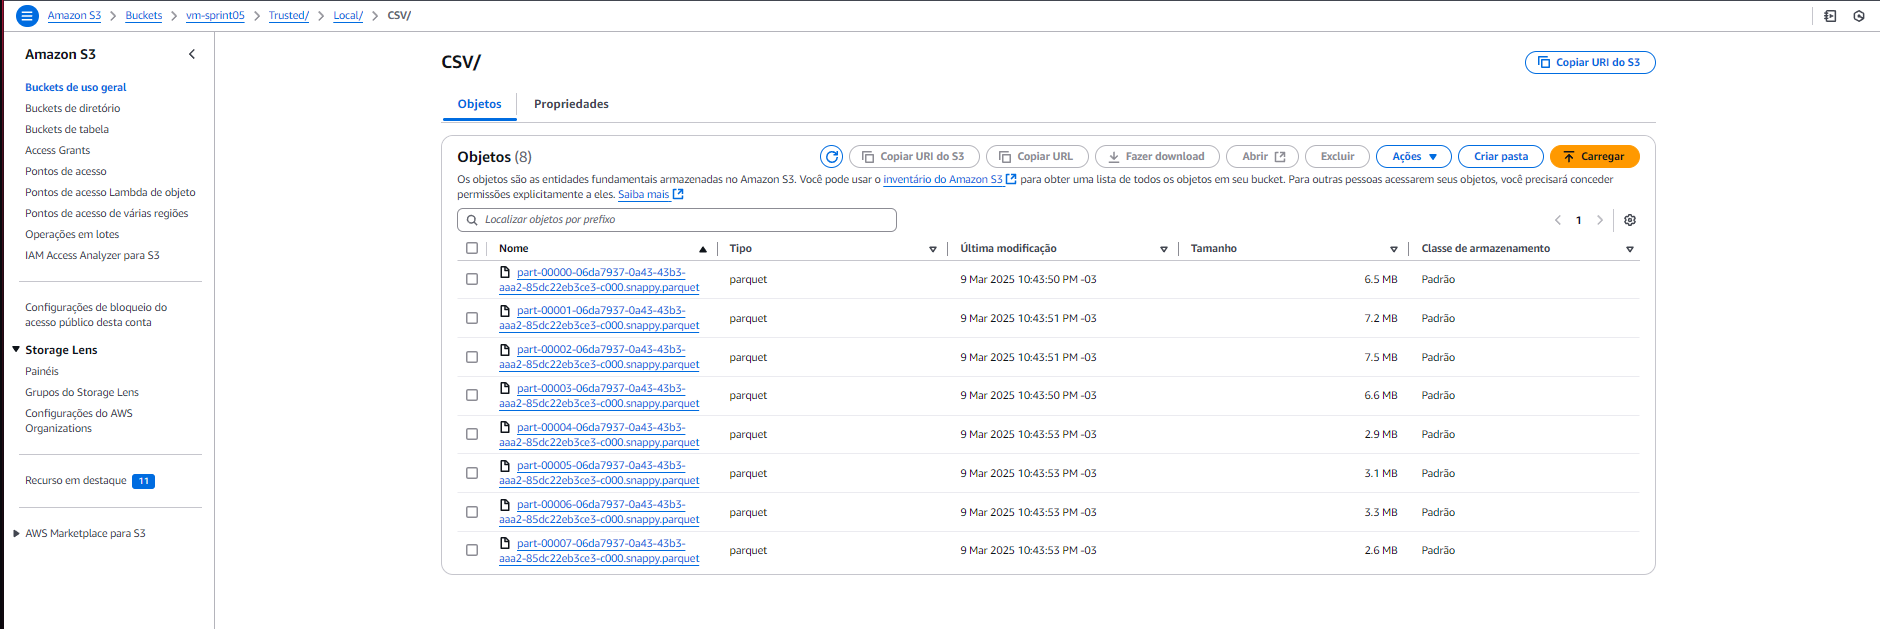 Amazon S3 > Buckets > vm-sprint05 > Trusted/ > Local/ > CSV/
Amazon S3
Buckets de uso geral
Buckets de diretório
Buckets de tabela
Access Grants
Pontos de acesso
Pontos de acesso Lambda de objeto
Pontos de acesso de várias regiões
Operações em lotes
IAM Access Analyzer para S3
Configurações de bloqueio do
acesso público desta conta
Storage Lens
Painéis
Grupos do Storage Lens
Configurações do AWS
Organizations
Recurso em destaque 11
AWS Marketplace para S3
CSV/
Copiar URI do S3
Objetos Propriedades
Objetos (8)
Copiar URI do S3 Copiar URL Fazer download Abrir Excluir Ações Criar pasta Carregar
Os objetos são as entidades fundamentais armazenadas no Amazon S3. Você pode usar o inventário do Amazon S3 para obter uma lista de todos os objetos em seu bucket. Para outras pessoas acessarem seus objetos, você precisará conceder
permissões explicitamente a eles. Saiba mais
Localizar objetos por prefixo
1
Nome Tipo Última modificação Tamanho Classe de armazenamento
part-00000-06da7937-0a43-43b3-
aaa2-85dc22eb3ce3-c000.snappy.parquet parquet 9 Mar 2025 10:43:50 PM -03 6.5 MB Padrão
part-00001-06da7937-0a43-43b3-
aaa2-85dc22eb3ce3-c000.snappy.parquet parquet 9 Mar 2025 10:43:51 PM -03 7.2 MB Padrão
part-00002-06da7937-0a43-43b3-
aaa2-85dc22eb3ce3-c000.snappy.parquet parquet 9 Mar 2025 10:43:51 PM -03 7.5 MB Padrão
part-00003-06da7937-0a43-43b3-
aaa2-85dc22eb3ce3-c000.snappy.parquet parquet 9 Mar 2025 10:43:50 PM -03 6.6 MB Padrão
part-00004-06da7937-0a43-43b3-
aaa2-85dc22eb3ce3-c000.snappy.parquet parquet 9 Mar 2025 10:43:53 PM -03 2.9 MB Padrão
part-00005-06da7937-0a43-43b3-
aaa2-85dc22eb3ce3-c000.snappy.parquet parquet 9 Mar 2025 10:43:53 PM -03 3.1 MB Padrão
part-00006-06da7937-0a43-43b3-
aaa2-85dc22eb3ce3-c000.snappy.parquet parquet 9 Mar 2025 10:43:53 PM -03 3.3 MB Padrão
part-00007-06da7937-0a43-43b3-
aaa2-85dc22eb3ce3-c000.snappy.parquet parquet 9 Mar 2025 10:43:53 PM -03 2.6 MB Padrão